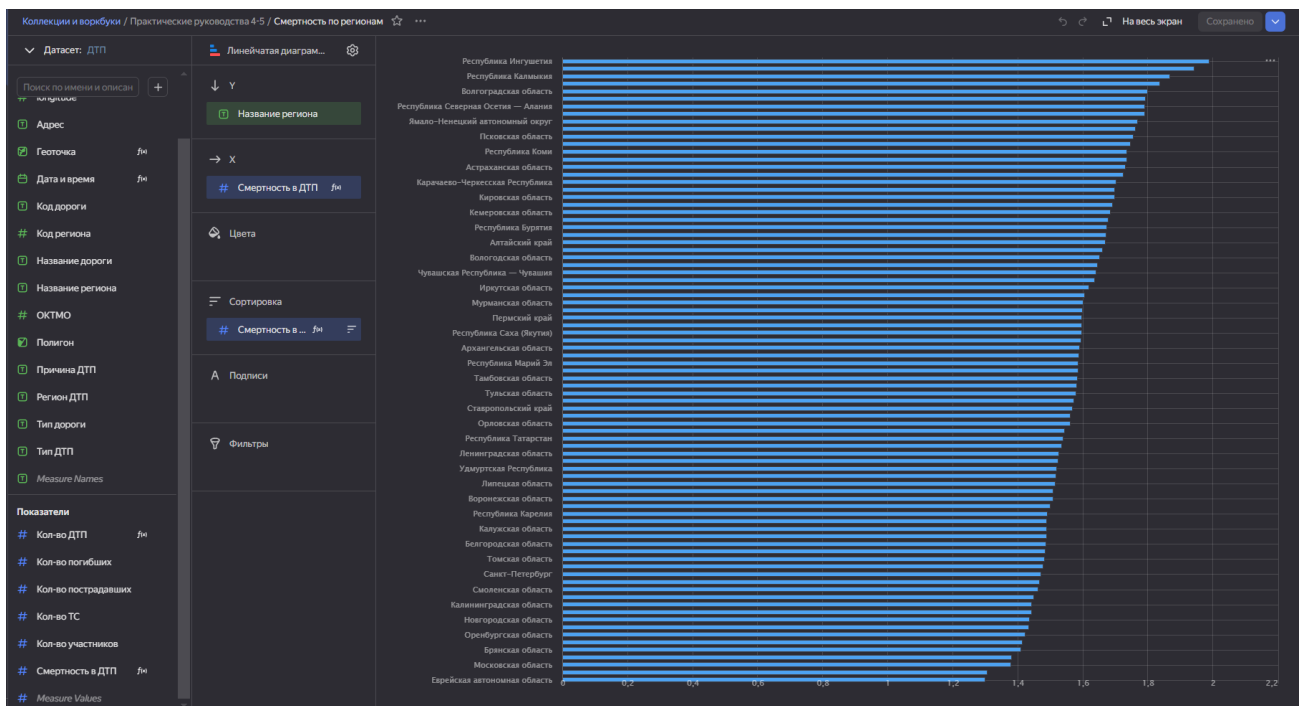 Коллекции и воркбуки / Практические руководства 4-5 / Смертность по регионам
На весь экран
Сохранено
Датасет: ДТП
Поиск по имени и описан
longitude
Адрес
Геоточка
Дата и время
Код дороги
Код региона
Название дороги
Название региона
ОКТМО
Полигон
Причина ДТП
Регион ДТП
Тип дороги
Тип ДТП
Measure Names
Показатели
Кол-во ДТП
Кол-во погибших
Кол-во пострадавших
Кол-во ТС
Кол-во участников
Смертность в ДТП
Measure Values
Линейчатая диаграм...
Y
Название региона
X
Смертность в ДТП
Цвета
Сортировка
Смертность в ...
Подписи
Фильтры
Республика Ингушетия
Республика Калмыкия
Волгоградская область
Республика Северная Осетия — Алания
Ямало-Ненецкий автономный округ
Псковская область
Республика Коми
Астраханская область
Карачаево-Черкесская Республика
Кировская область
Кемеровская область
Республика Бурятия
Алтайский край
Вологодская область
Чувашская Республика — Чувашия
Иркутская область
Мурманская область
Пермский край
Республика Саха (Якутия)
Архангельская область
Республика Марий Эл
Тамбовская область
Тульская область
Ставропольский край
Орловская область
Республика Татарстан
Ленинградская область
Удмуртская Республика
Липецкая область
Воронежская область
Республика Карелия
Калужская область
Белгородская область
Томская область
Санкт-Петербург
Смоленская область
Калининградская область
Новгородская область
Оренбургская область
Брянская область
Московская область
Еврейская автономная область
0 0,2 0,4 0,6 0,8 1 1,2 1,4 1,6 1,8 2 2,2